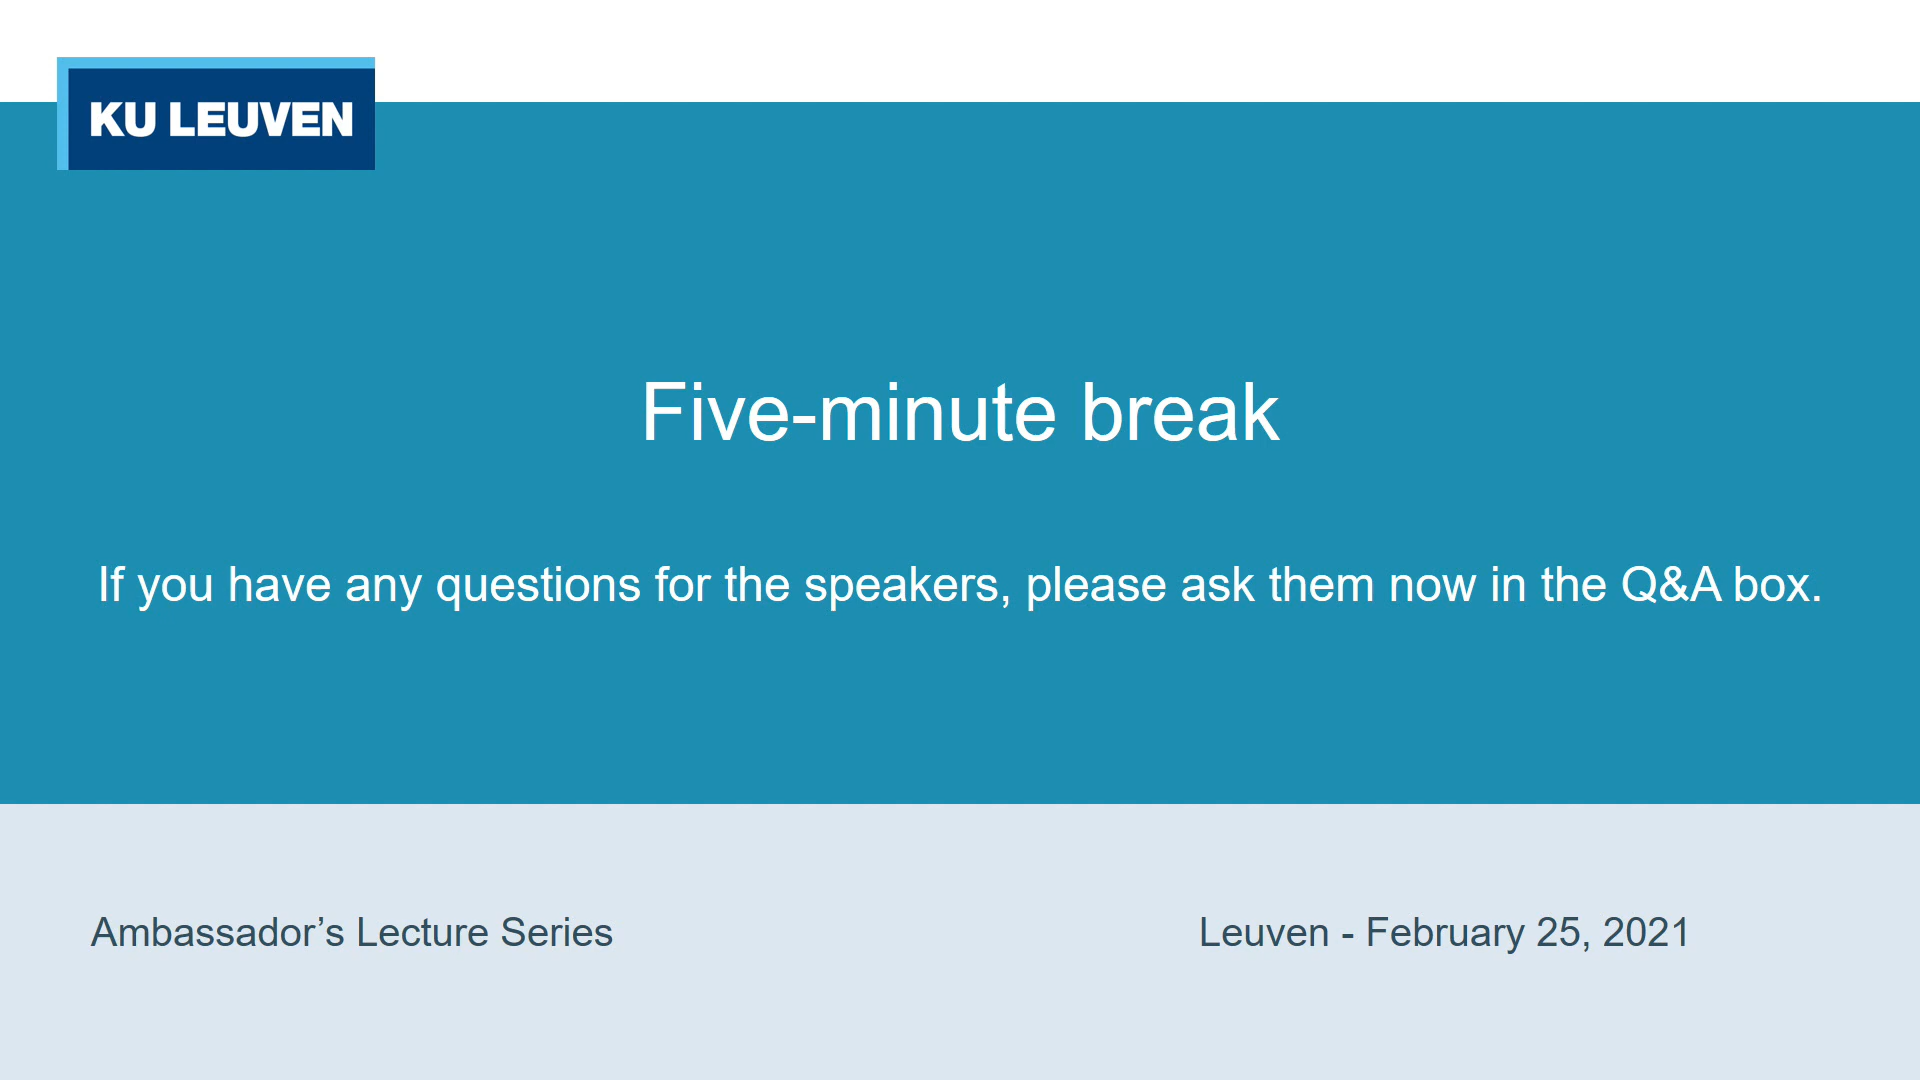 KU LEUVEN
Five-minute break
If you have any questions for the speakers, please ask them now in the Q&A box.
Ambassador’s Lecture Series
Leuven - February 25, 2021